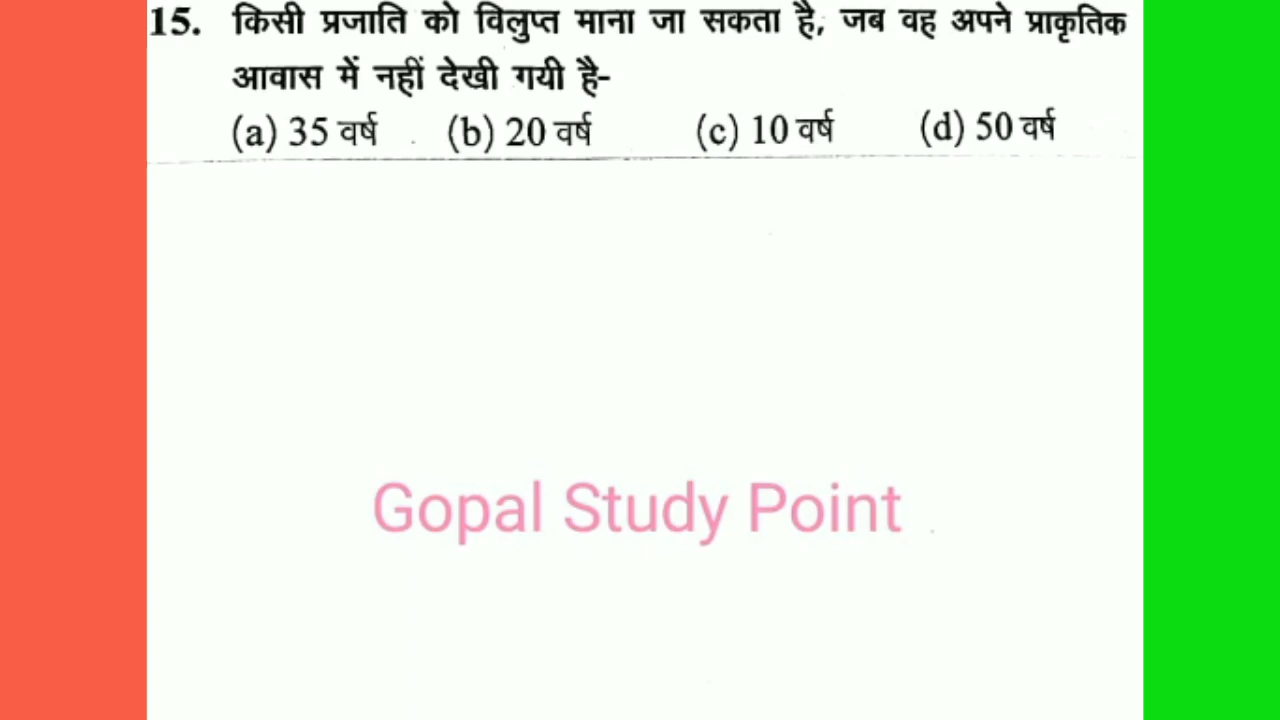 15. किसी प्रजाति को विलुप्त माना जा सकता है, जब वह अपने प्राकृतिक
आवास में नहीं देखी गयी है-
(a) 35 वर्ष (b) 20 वर्ष (c) 10 वर्ष (d) 50 वर्ष
Gopal Study Point